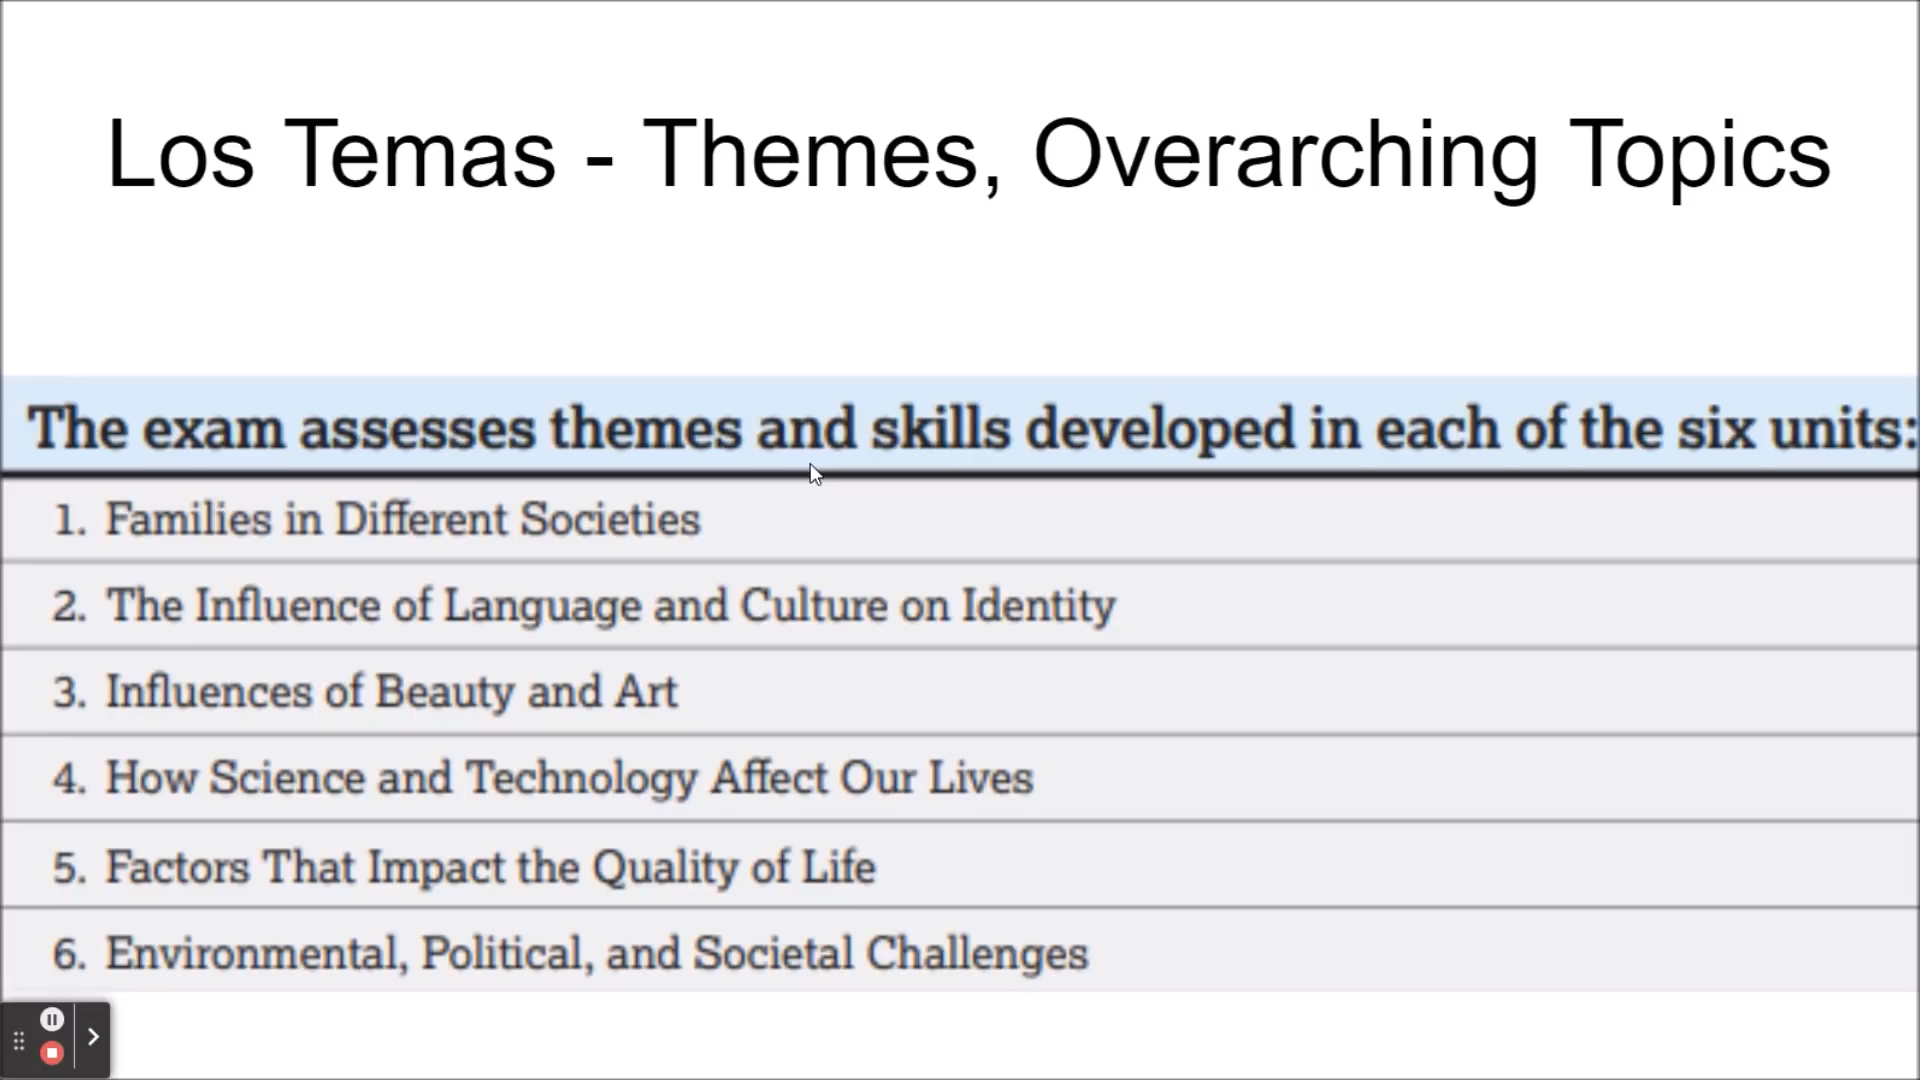 Los Temas - Themes, Overarching Topics
The exam assesses themes and skills developed in each of the six units:
1. Families in Different Societies
2. The Influence of Language and Culture on Identity
3. Influences of Beauty and Art
4. How Science and Technology Affect Our Lives
5. Factors That Impact the Quality of Life
6. Environmental, Political, and Societal Challenges